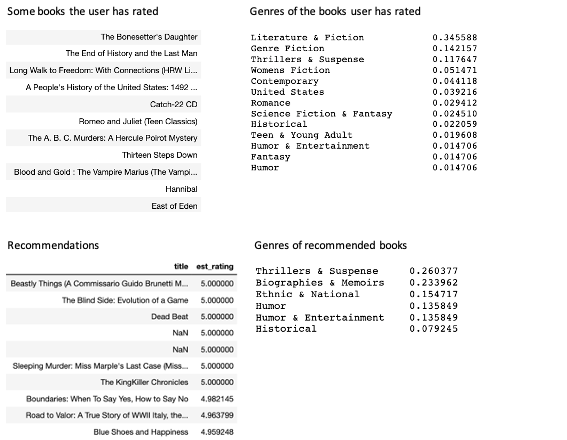 Some books the user has rated
The Bonesetter's Daughter
The End of History and the Last Man
Long Walk to Freedom: With Connections (HRW Li...
A People's History of the United States: 1492 ...
Catch-22 CD
Romeo and Juliet (Teen Classics)
The A. B. C. Murders: A Hercule Poirot Mystery
Thirteen Steps Down
Blood and Gold : The Vampire Marius (The Vampi...
Hannibal
East of Eden
Genres of the books user has rated
Literature & Fiction 0.345588
Genre Fiction 0.142157
Thrillers & Suspense 0.117647
Womens Fiction 0.051471
Contemporary 0.044118
United States 0.039216
Romance 0.029412
Science Fiction & Fantasy 0.024510
Historical 0.022059
Teen & Young Adult 0.019608
Humor & Entertainment 0.014706
Fantasy 0.014706
Humor 0.014706
Recommendations
title est_rating
Beastly Things (A Commissario Guido Brunetti M... 5.000000
The Blind Side: Evolution of a Game 5.000000
Dead Beat 5.000000
NaN 5.000000
NaN 5.000000
Sleeping Murder: Miss Marple's Last Case (Miss... 5.000000
The KingKiller Chronicles 5.000000
Boundaries: When To Say Yes, How to Say No 4.982145
Road to Valor: A True Story of WWII Italy, the... 4.963799
Blue Shoes and Happiness 4.959248
Genres of recommended books
Thrillers & Suspense 0.260377
Biographies & Memoirs 0.233962
Ethnic & National 0.154717
Humor 0.135849
Humor & Entertainment 0.135849
Historical 0.079245